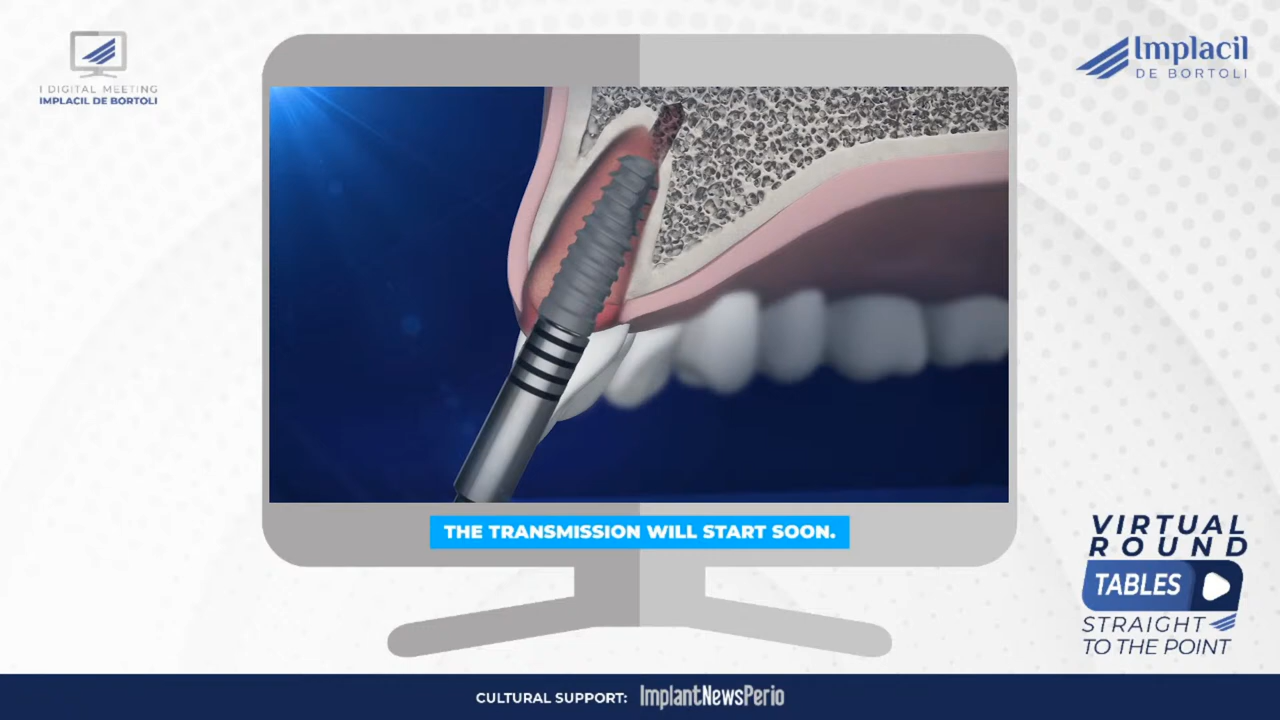 I DIGITAL MEETING
IMPLACIL DE BORTOLI
Implacil
DE BORTOLI
THE TRANSMISSION WILL START SOON.
VIRTUAL
ROUND
TABLES
STRAIGHT
TO THE POINT
CULTURAL SUPPORT: ImplantNewsPerio